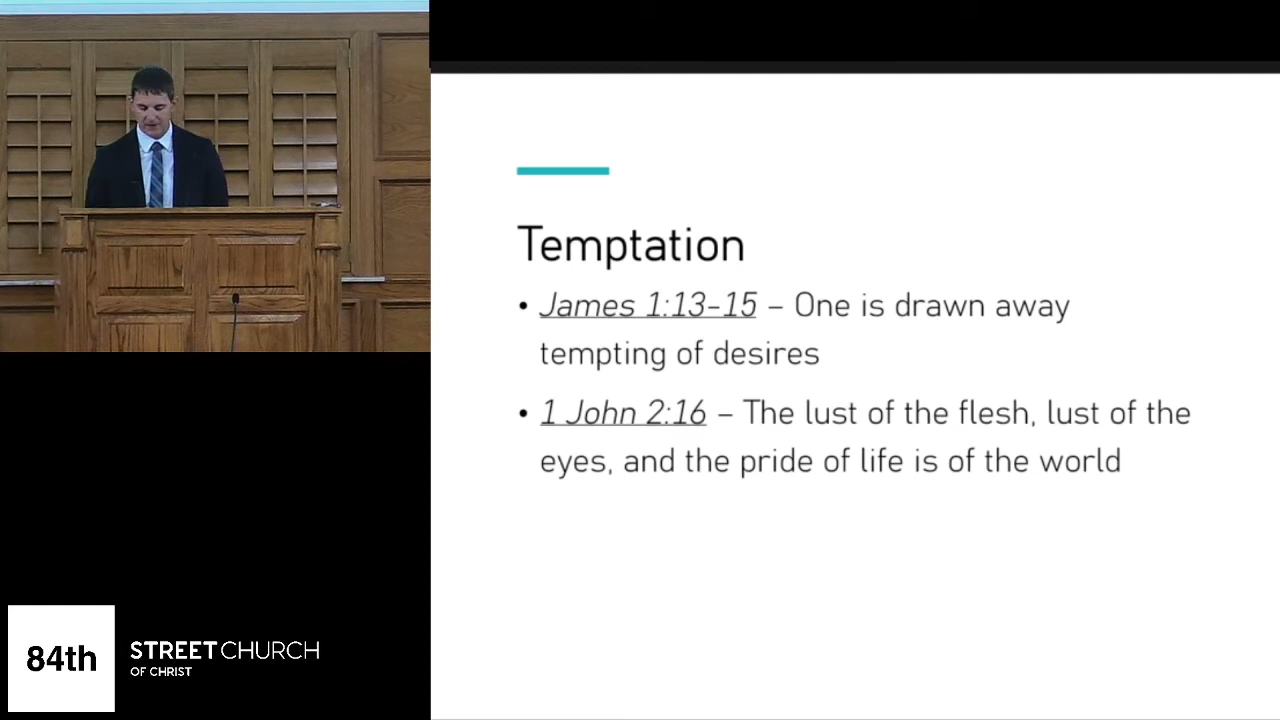 Temptation
• James 1:13-15 – One is drawn away
tempting of desires
• 1 John 2:16 – The lust of the flesh, lust of the
eyes, and the pride of life is of the world
84th
STREET CHURCH
OF CHRIST